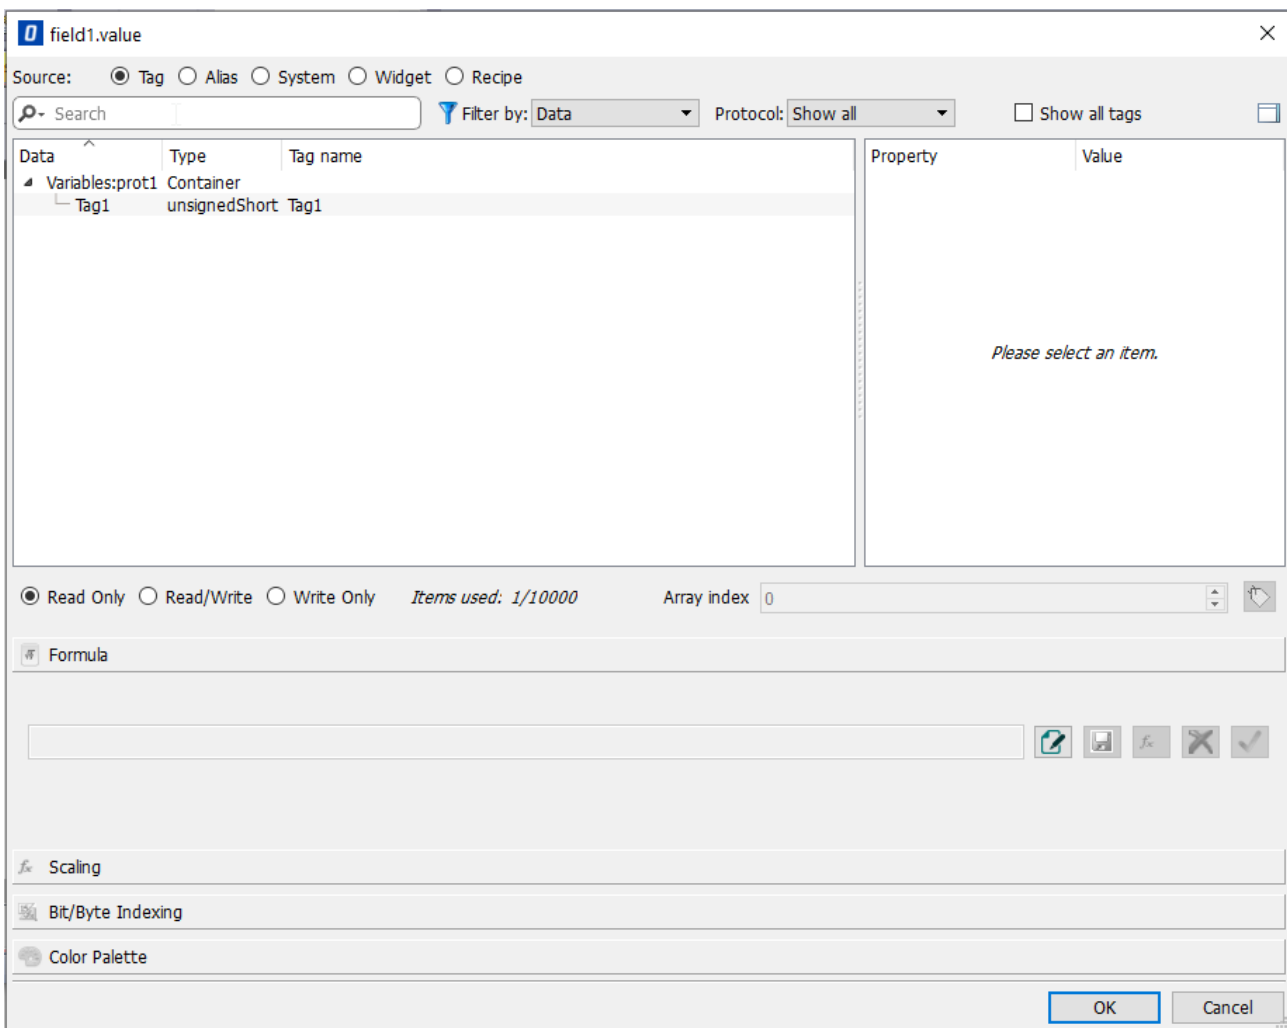 field1.value
Source: Tag Alias System Widget Recipe
Search Filter by: Data Protocol: Show all Show all tags
Data Type Tag name Property Value
Variables:prot1 Container
Tag1 unsignedShort Tag1
Please select an item.
Read Only Read/Write Write Only Items used: 1/10000 Array index 0
Formula
fx
fx Scaling
Bit/Byte Indexing
Color Palette
OK Cancel